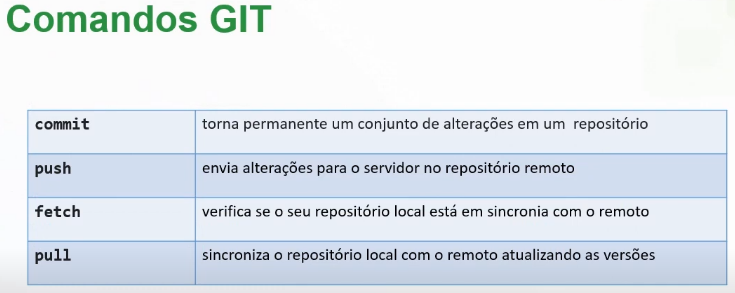 Comandos GIT
commit torna permanente um conjunto de alterações em um repositório
push envia alterações para o servidor no repositório remoto
fetch verifica se o seu repositório local está em sincronia com o remoto
pull sincroniza o repositório local com o remoto atualizando as versões